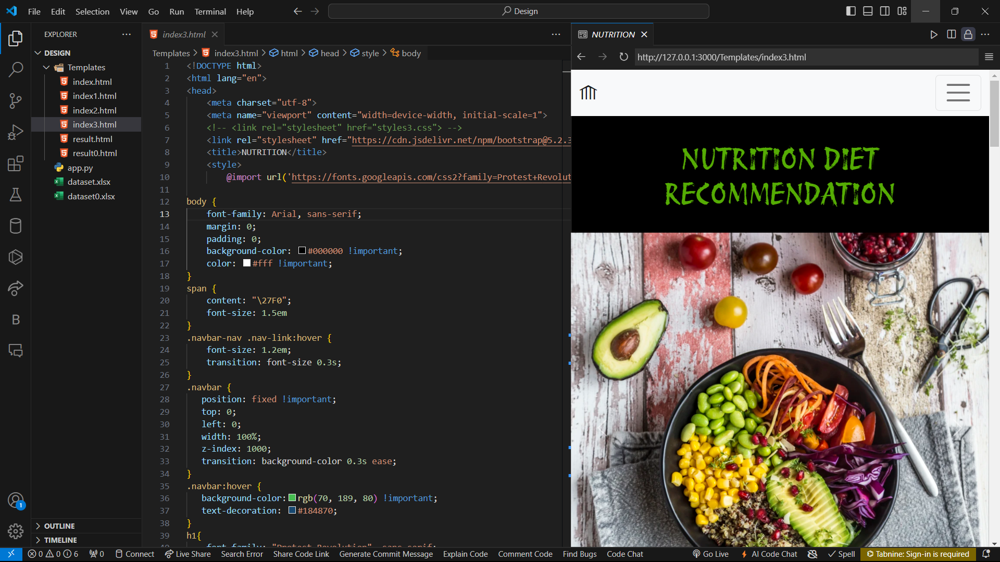 File Edit Selection View Go Run Terminal Help
Design
EXPLORER
DESIGN
Templates
index.html
index1.html
index2.html
index3.html
result.html
result0.html
app.py
dataset.xlsx
dataset0.xlsx
OUTLINE
TIMELINE
B
1
index3.html
Templates > index3.html > html > head > style > body
1 <!DOCTYPE html>
2 <html lang="en">
3 <head>
4 <meta charset="utf-8">
5 <meta name="viewport" content="width=device-width, initial-scale=1">
6 <!-- <link rel="stylesheet" href="styles3.css"> -->
7 <link rel="stylesheet" href="https://cdn.jsdelivr.net/npm/bootstrap@5.2.3
8 <title>NUTRITION</title>
9 <style>
10 @import url('https://fonts.googleapis.com/css2?family=Protest+Revolut
11
12 body {
13 font-family: Arial, sans-serif;
14 margin: 0;
15 padding: 0;
16 background-color: #000000 !important;
17 color: #fff !important;
18 }
19 span {
20 content: "\27F0";
21 font-size: 1.5em
22 }
23 .navbar-nav .nav-link:hover {
24 font-size: 1.2em;
25 transition: font-size 0.3s;
26 }
27 .navbar {
28 position: fixed !important;
29 top: 0;
30 left: 0;
31 width: 100%;
32 z-index: 1000;
33 transition: background-color 0.3s ease;
34 }
35 .navbar:hover {
36 background-color: rgb(70, 189, 80) !important;
37 text-decoration: #184870;
38 }
39 h1{
40 font-family: "Protest Revolution", sans-serif;
NUTRITION
http://127.0.0.1:3000/Templates/index3.html
NUTRITION DIET
RECOMMENDATION
0 0 6 0 Connect Live Share Search Error Share Code Link Generate Commit Message Explain Code Comment Code Find Bugs Code Chat Go Live AI Code Chat Spell Tabnine: Sign-in is required